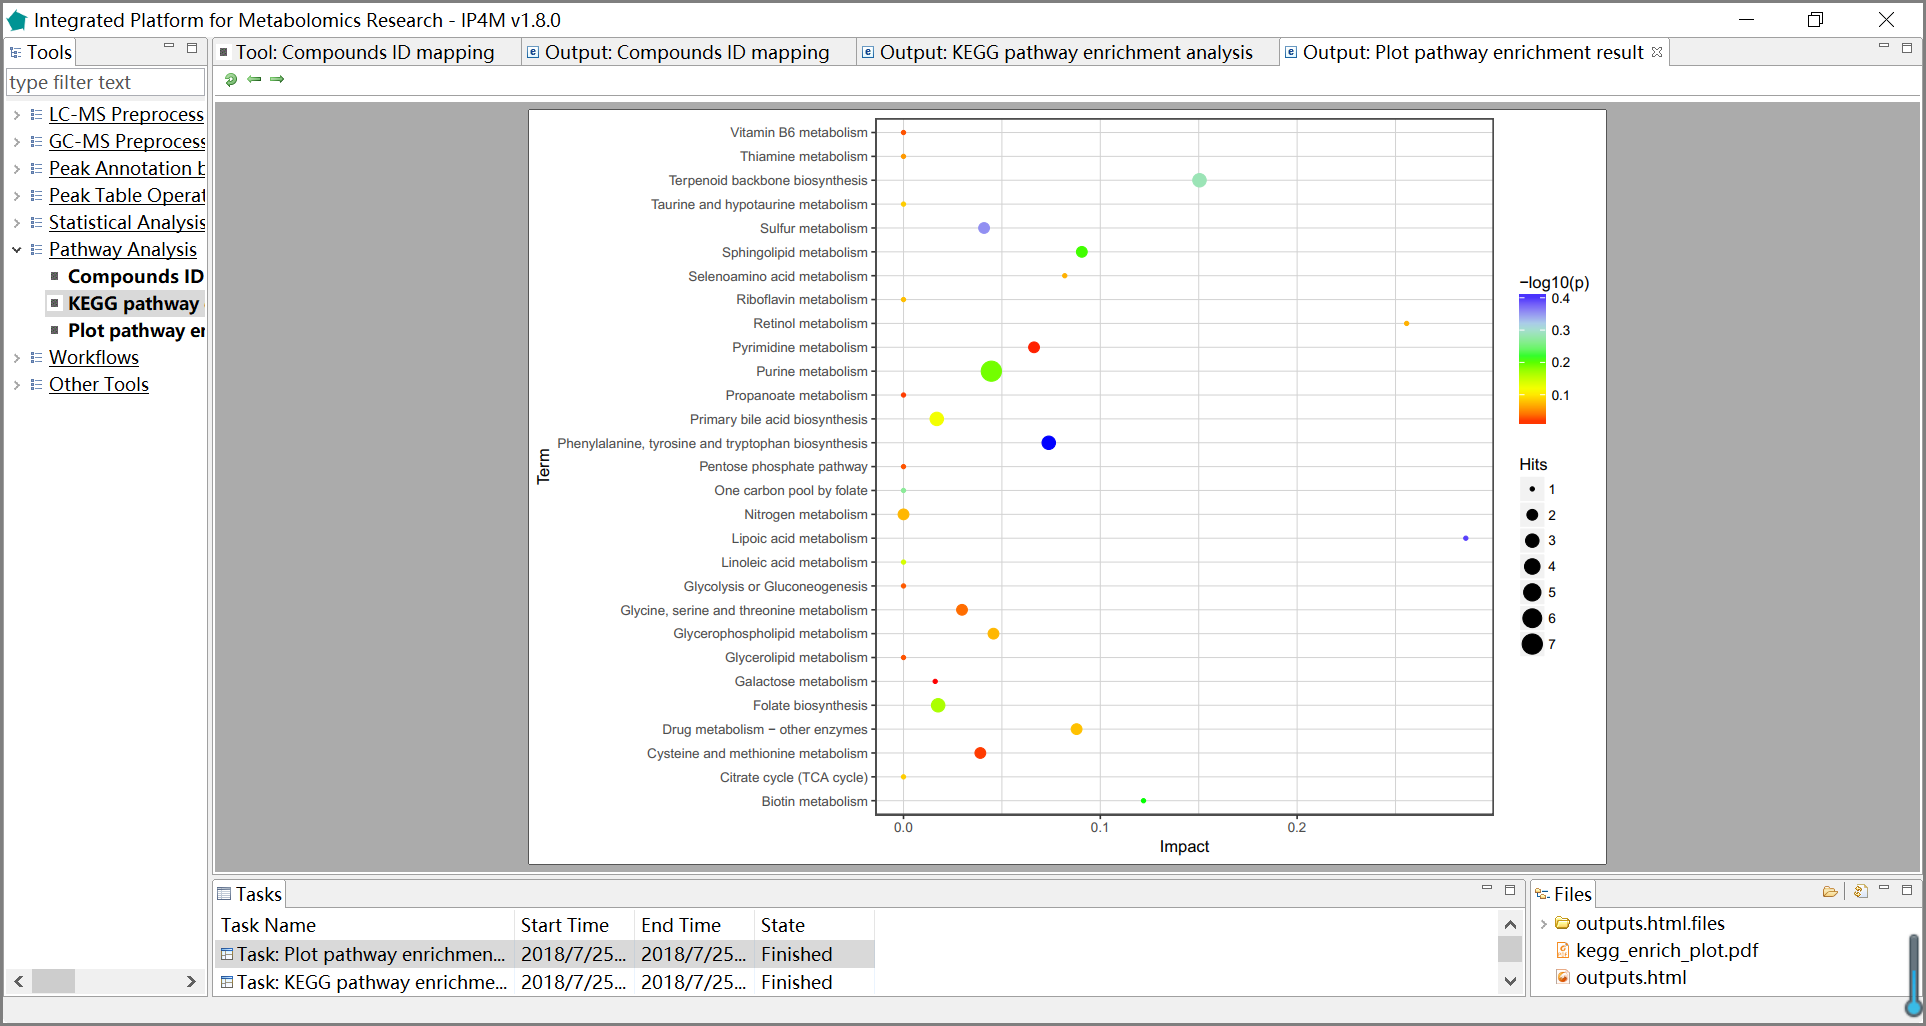 Integrated Platform for Metabolomics Research - IP4M v1.8.0
Tools
Tool: Compounds ID mapping
Output: Compounds ID mapping
Output: KEGG pathway enrichment analysis
Output: Plot pathway enrichment result
type filter text
LC-MS Preprocess
GC-MS Preprocess
Peak Annotation b
Peak Table Operat
Statistical Analysis
Pathway Analysis
Compounds ID
KEGG pathway
Plot pathway er
Workflows
Other Tools
Term
Vitamin B6 metabolism
Thiamine metabolism
Terpenoid backbone biosynthesis
Taurine and hypotaurine metabolism
Sulfur metabolism
Sphingolipid metabolism
Selenoamino acid metabolism
Riboflavin metabolism
Retinol metabolism
Pyrimidine metabolism
Purine metabolism
Propanoate metabolism
Primary bile acid biosynthesis
Phenylalanine, tyrosine and tryptophan biosynthesis
Pentose phosphate pathway
One carbon pool by folate
Nitrogen metabolism
Lipoic acid metabolism
Linoleic acid metabolism
Glycolysis or Gluconeogenesis
Glycine, serine and threonine metabolism
Glycerophospholipid metabolism
Glycerolipid metabolism
Galactose metabolism
Folate biosynthesis
Drug metabolism − other enzymes
Cysteine and methionine metabolism
Citrate cycle (TCA cycle)
Biotin metabolism
0.0 0.1 0.2
Impact
−log10(p)
0.4
0.3
0.2
0.1
Hits
1
2
3
4
5
6
7
Tasks
Task Name Start Time End Time State
Task: Plot pathway enrichmen... 2018/7/25... 2018/7/25... Finished
Task: KEGG pathway enrichme... 2018/7/25... 2018/7/25... Finished
Files
outputs.html.files
kegg_enrich_plot.pdf
outputs.html